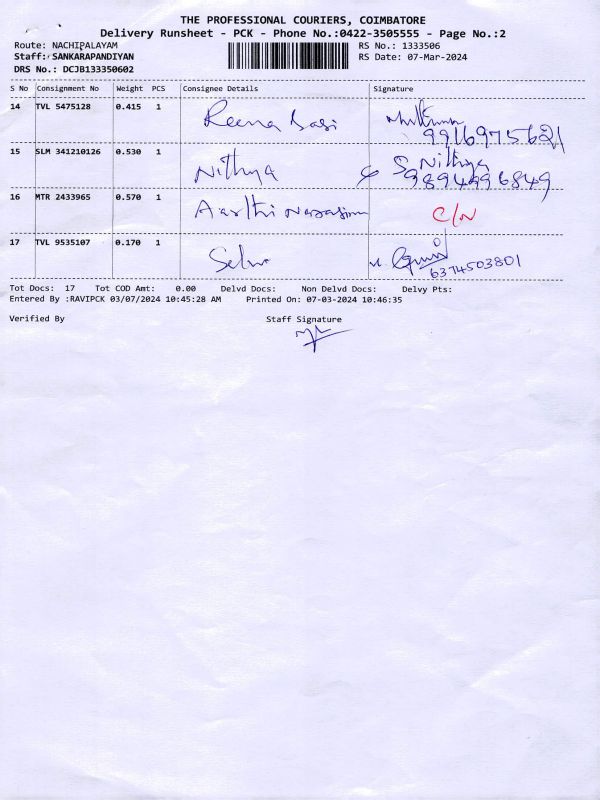 THE PROFESSIONAL COURIERS, COIMBATORE
Delivery Runsheet - PCK - Phone No.:0422-3505555 - Page No.:2
Route: NACHIPALAYAM RS No.: 1333506
Staff: SANKARAPANDIYAN RS Date: 07-Mar-2024
DRS No.: DCJB133350602
S No Consignment No Weight PCS Consignee Details Signature
14 TVL 5475128 0.415 1 Reena Sasi
9916975621
15 SLM 341210126 0.530 1 Nithya S. Nithya
9894996849
16 MTR 2433965 0.570 1 Aarthi C/N
17 TVL 9535107 0.170 1 Selva
6374503801
Tot Docs: 17 Tot COD Amt: 0.00 Delvd Docs: Non Delvd Docs: Delvy Pts:
Entered By :RAVIPCK 03/07/2024 10:45:28 AM Printed On: 07-03-2024 10:46:35
Verified By Staff Signature